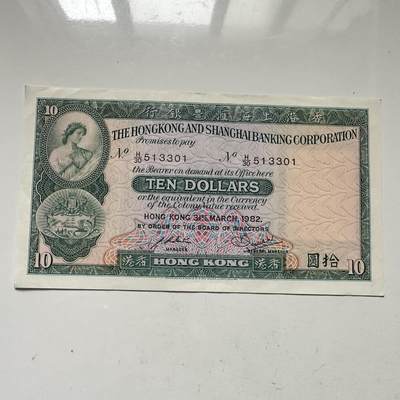 10
行銀豐滙海上港香
THE HONGKONG AND SHANGHAI BANKING CORPORATION
Promises to pay
No H/30 513301 No H/30 513301
the Bearer on demand at its Office here
TEN DOLLARS
or the equivalent in the Currency
of the Colony value received
HONG KONG 31ST MARCH, 1982.
BY ORDER OF THE BOARD OF DIRECTORS
10 港香 HONG KONG 港香 圓拾 10